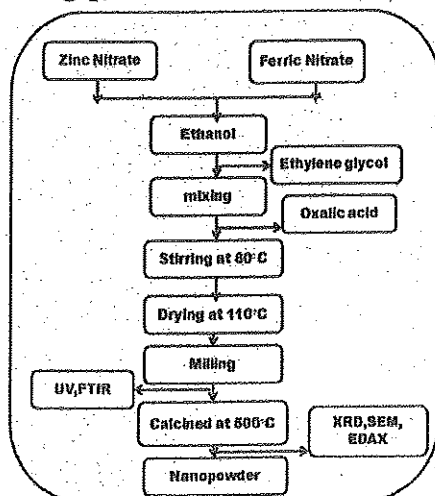 Zinc Nitrate
Ferric Nitrate
Ethanol
Ethylene glycol
mixing
Oxalic acid
Stirring at 80°C
Drying at 110°C
Milling
UV,FTIR
Calcined at 500°C
XRD,SEM,
EDAX
Nanopowder